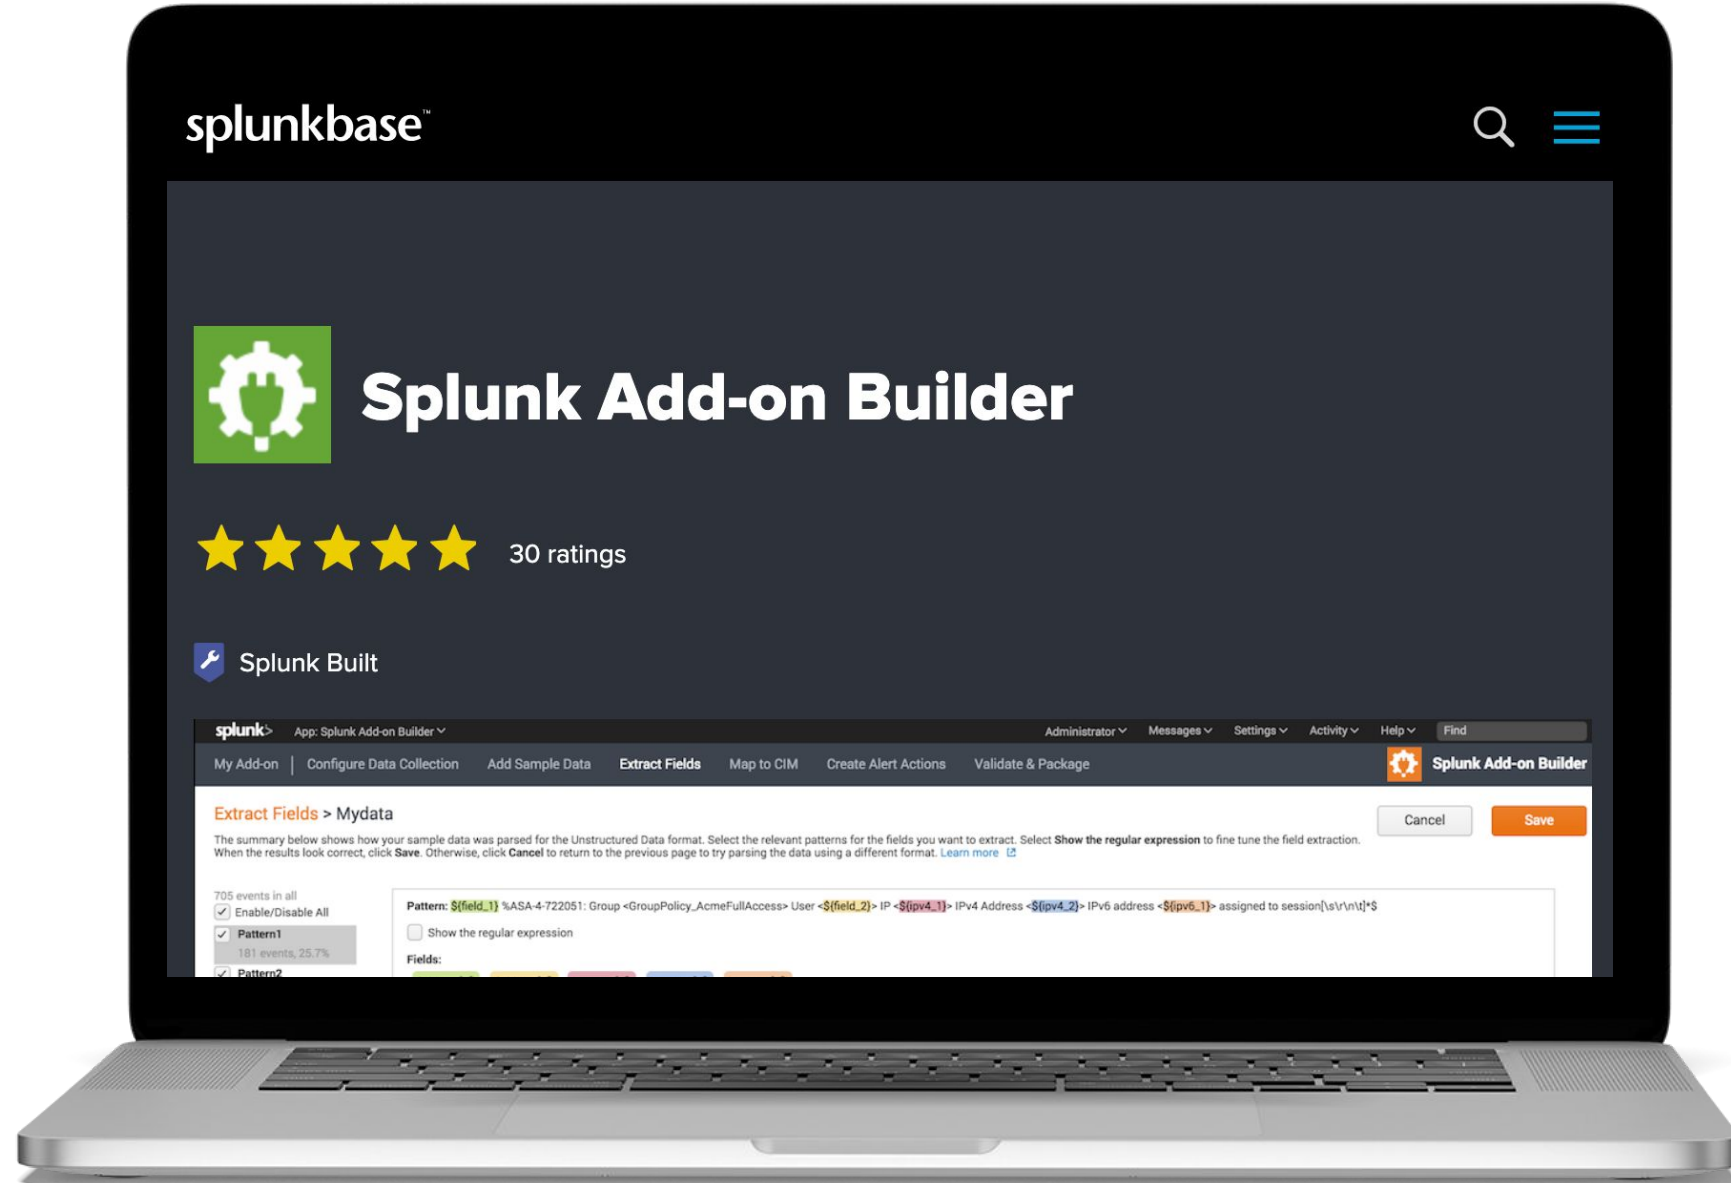 splunkbase™
Splunk Add-on Builder
30 ratings
Splunk Built
splunk> App: Splunk Add-on Builder Administrator Messages Settings Activity Help Find
My Add-on | Configure Data Collection Add Sample Data Extract Fields Map to CIM Create Alert Actions Validate & Package Splunk Add-on Builder
Extract Fields > Mydata
Cancel Save
The summary below shows how your sample data was parsed for the Unstructured Data format. Select the relevant patterns for the fields you want to extract. Select Show the regular expression to fine tune the field extraction.
When the results look correct, click Save. Otherwise, click Cancel to return to the previous page to try parsing the data using a different format. Learn more
705 events in all
Enable/Disable All
Pattern1
181 events, 25.7%
Pattern2
Pattern: ${field_1} %ASA-4-722051: Group <GroupPolicy_AcmeFullAccess> User <${field_2}> IP <${ipv4_1}> IPv4 Address <${ipv4_2}> IPv6 address <${ipv6_1}> assigned to session[\s\r\n\t]*$
Show the regular expression
Fields: